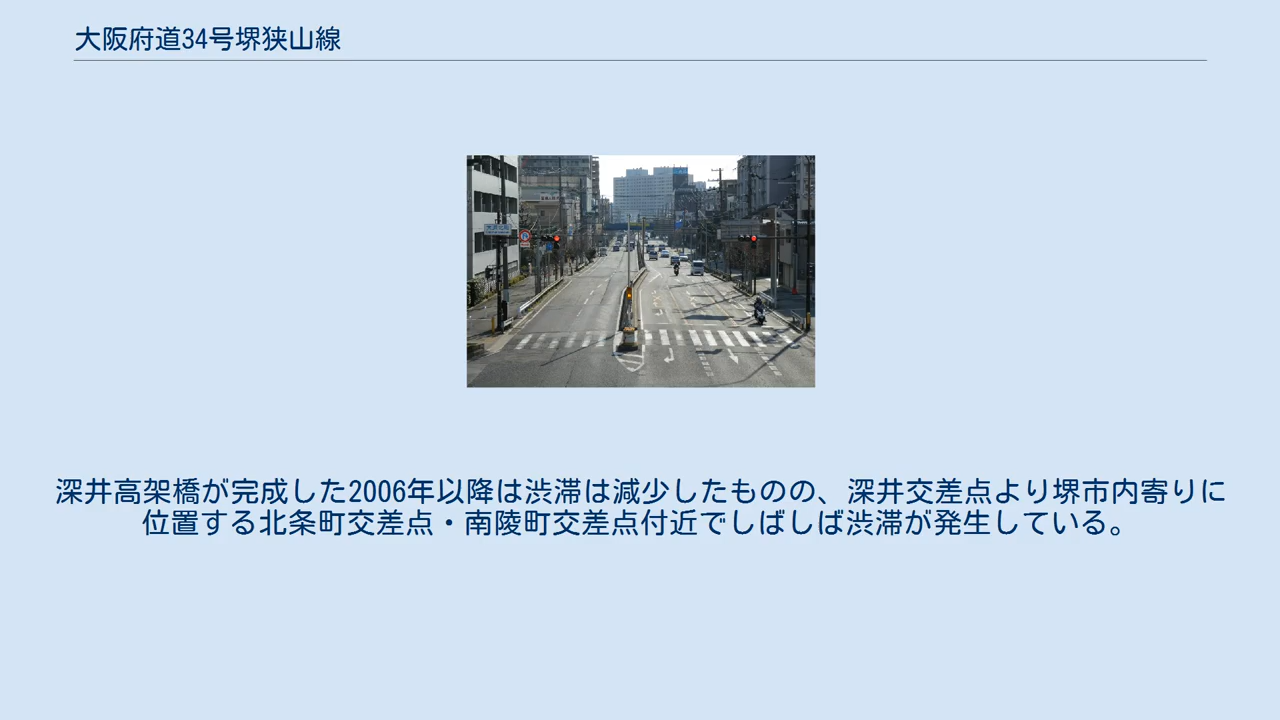 大阪府道34号堺狭山線
深井高架橋が完成した2006年以降は渋滞は減少したものの、深井交差点より堺市内寄りに
位置する北条町交差点・南陵町交差点付近でしばしば渋滞が発生している。